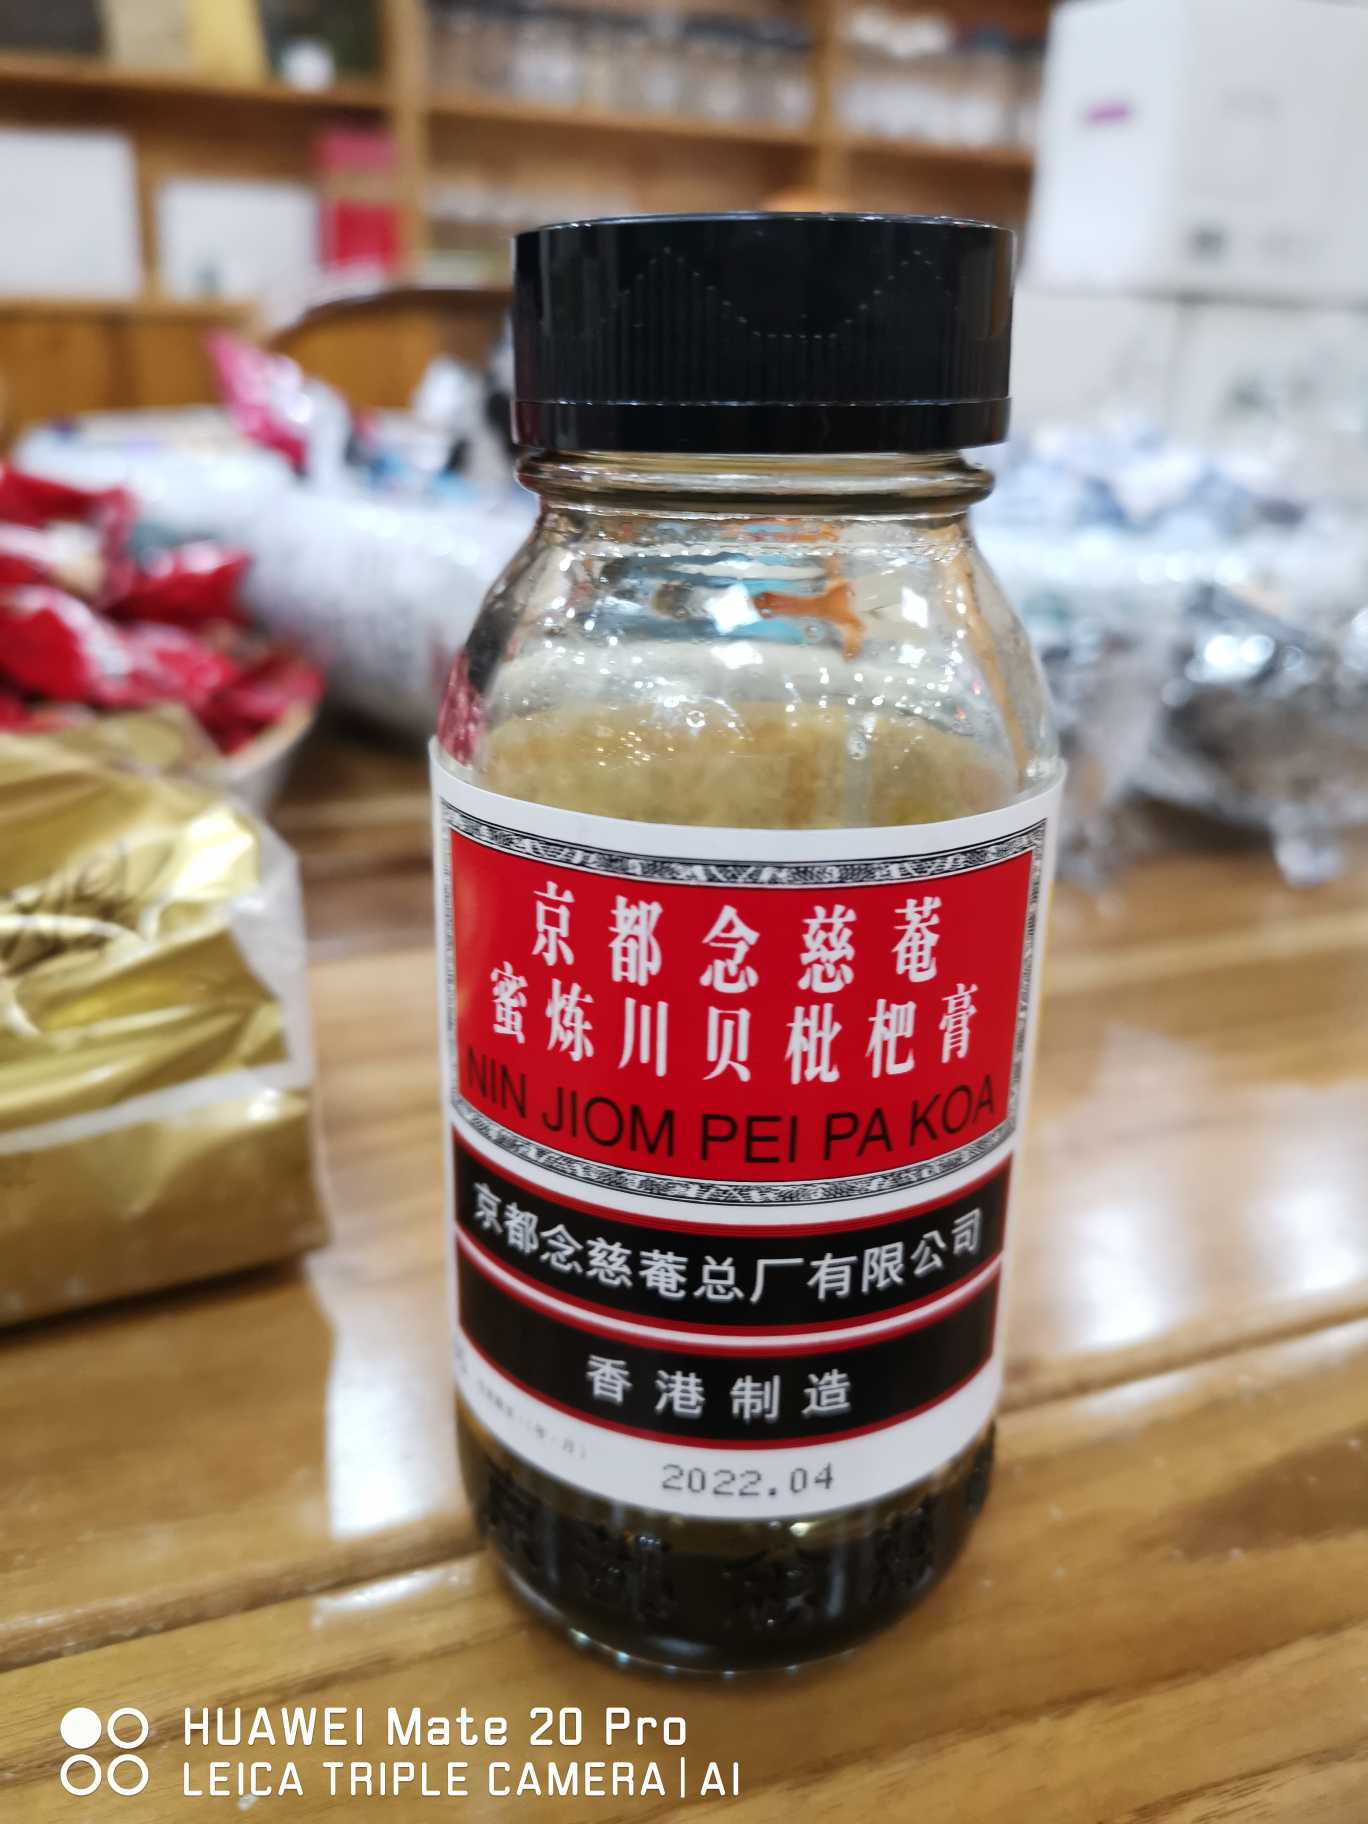 京都念慈菴
蜜炼川贝枇杷膏
NIN JIOM PEI PA KOA
京都念慈菴总厂有限公司
香港制造
2022.04
HUAWEI Mate 20 Pro
LEICA TRIPLE CAMERA | AI